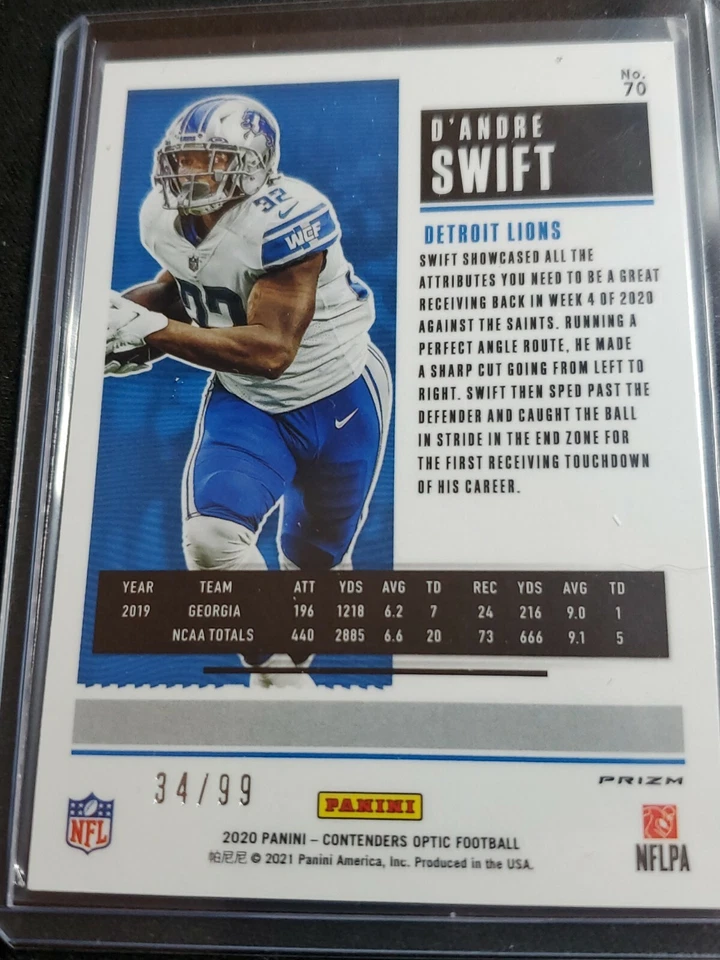 No.
70
D'ANDRE
SWIFT
DETROIT LIONS
SWIFT SHOWCASED ALL THE
ATTRIBUTES YOU NEED TO BE A GREAT
RECEIVING BACK IN WEEK 4 OF 2020
AGAINST THE SAINTS. RUNNING A
PERFECT ANGLE ROUTE, HE MADE
A SHARP CUT GOING FROM LEFT TO
RIGHT. SWIFT THEN SPED PAST THE
DEFENDER AND CAUGHT THE BALL
IN STRIDE IN THE END ZONE FOR
THE FIRST RECEIVING TOUCHDOWN
OF HIS CAREER.
32
WCF
32
YEAR TEAM ATT YDS AVG TD REC YDS AVG TD
2019 GEORGIA 196 1218 6.2 7 24 216 9.0 1
NCAA TOTALS 440 2885 6.6 20 73 666 9.1 5
PRIZM
34/99
PANINI
NFL
NFLPA
2020 PANINI – CONTENDERS OPTIC FOOTBALL
帕尼尼 © 2021 Panini America, Inc. Produced in the USA.